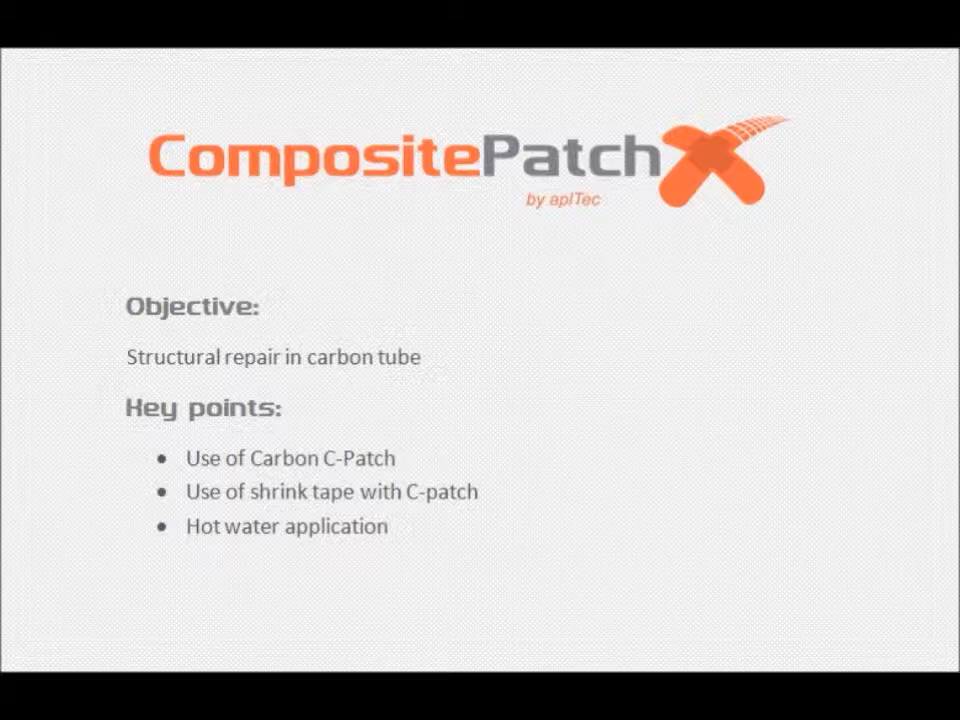 CompositePatch
by aplTec
Objective:
Structural repair in carbon tube
Key points:
• Use of Carbon C-Patch
• Use of shrink tape with C-patch
• Hot water application